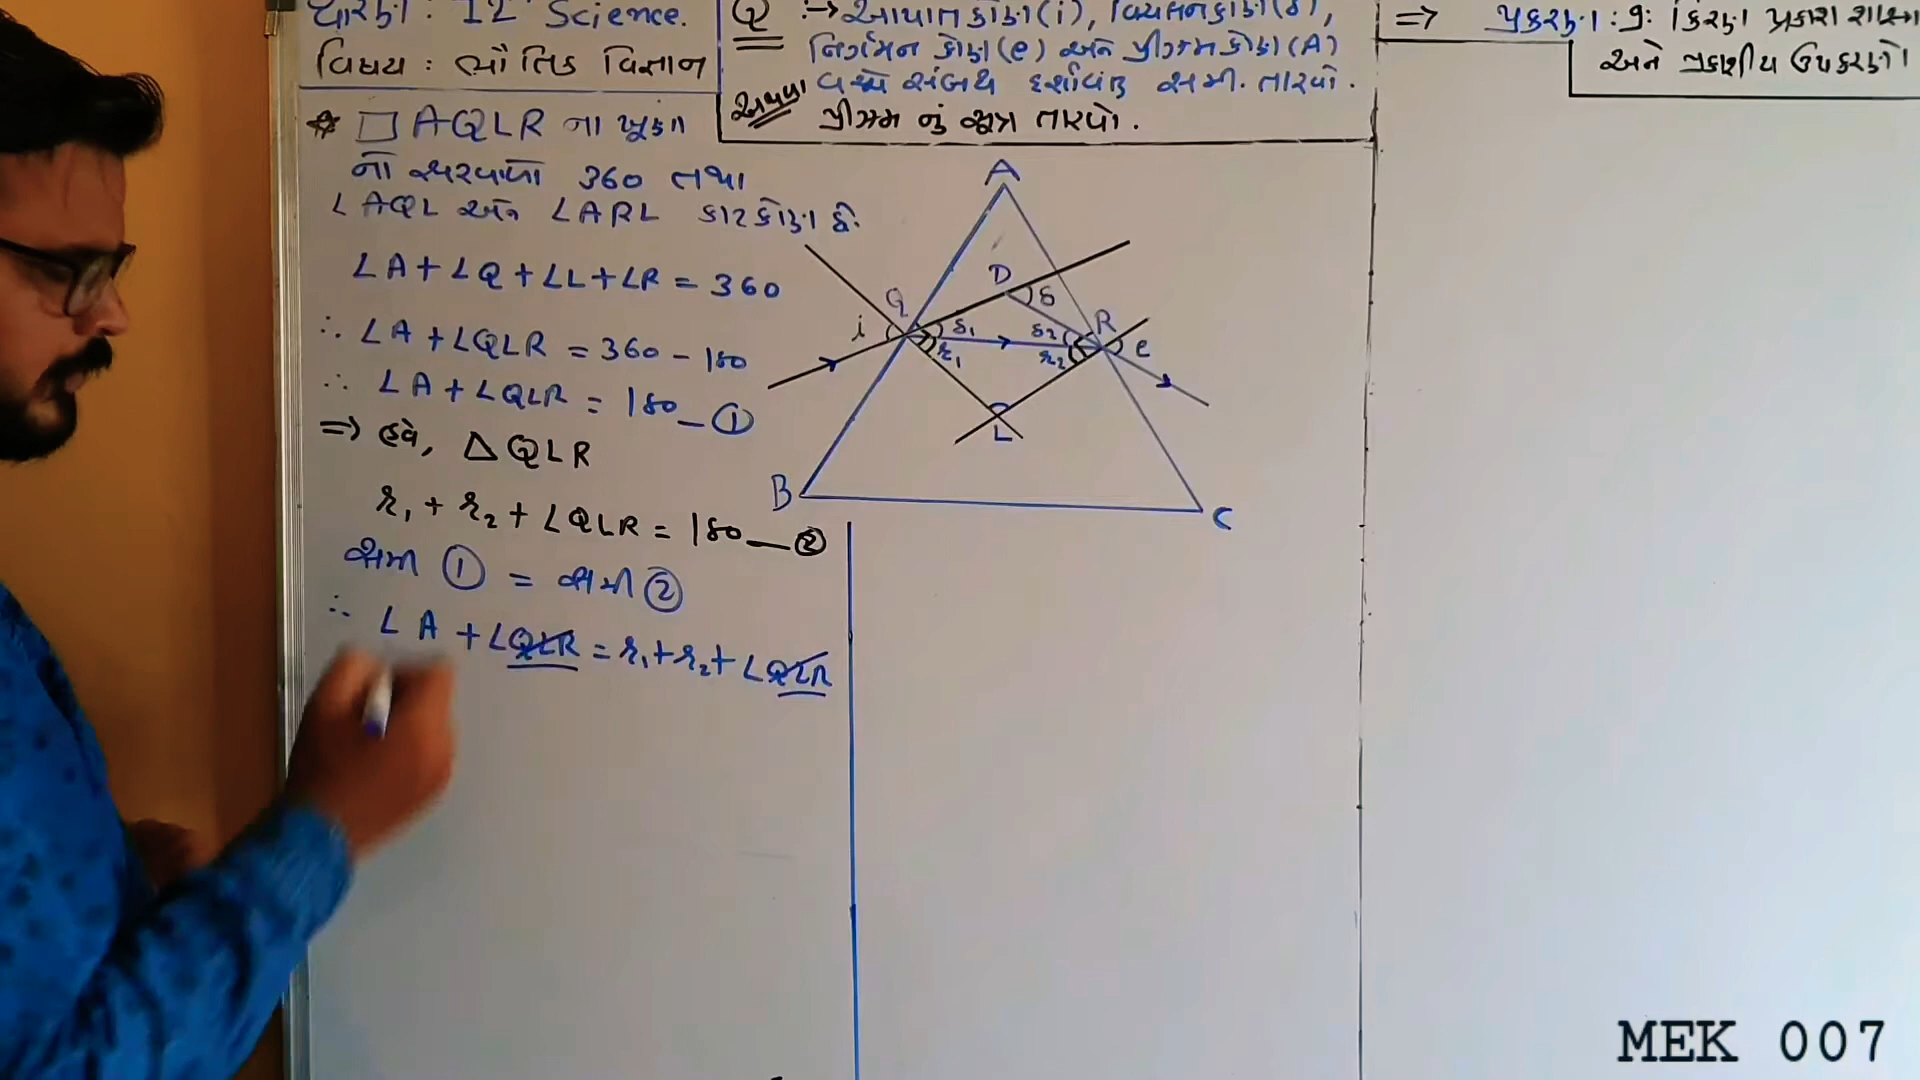 ધોરણ : 12 Science.
વિષય : ભૌતિક વિજ્ઞાન
Q :→ આપાતકોણ (i), વિચલનકોણ (δ),
નિર્ગમન કોણ (e) અને પ્રીઝમકોણ (A)
વચ્ચે સંબંધ દર્શાવતુ સમી. તારવો.
અથવા પ્રીઝમ નું સૂત્ર તારવો.
⇒ પ્રકરણ : 9 : કિરણ પ્રકાશ શાસ્ત્ર
અને પ્રકાશીય ઉપકરણો
□ AQLR ના ખૂણા
નો સરવાળો 360 તથા
∠AQL અને ∠ARL કાટકોણ છે.
∠A + ∠Q + ∠L + ∠R = 360
∴ ∠A + ∠QLR = 360 - 180
∴ ∠A + ∠QLR = 180 — ①
⇒ હવે, △ QLR
r₁ + r₂ + ∠QLR = 180 — ②
સમી ① = સમી ②
∴ ∠A + ∠QLR = r₁ + r₂ + ∠QLR
A
D
δ
Q
R
i
δ₁
δ₂
e
r₁
r₂
L
B
C
MEK 007